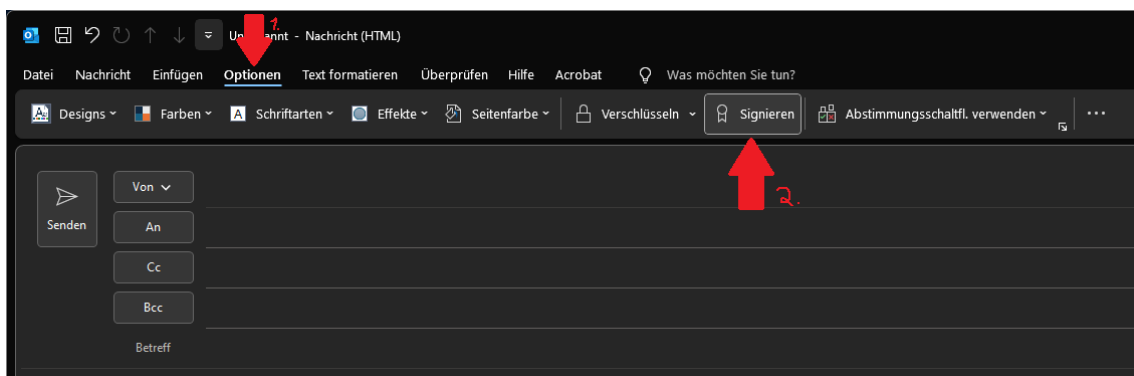 1.
Unbenannt - Nachricht (HTML)
Datei Nachricht Einfügen Optionen Text formatieren Überprüfen Hilfe Acrobat Was möchten Sie tun?
Designs Farben Schriftarten Effekte Seitenfarbe Verschlüsseln Signieren Abstimmungsschaltfl. verwenden ...
2.
Von
Senden
An
Cc
Bcc
Betreff